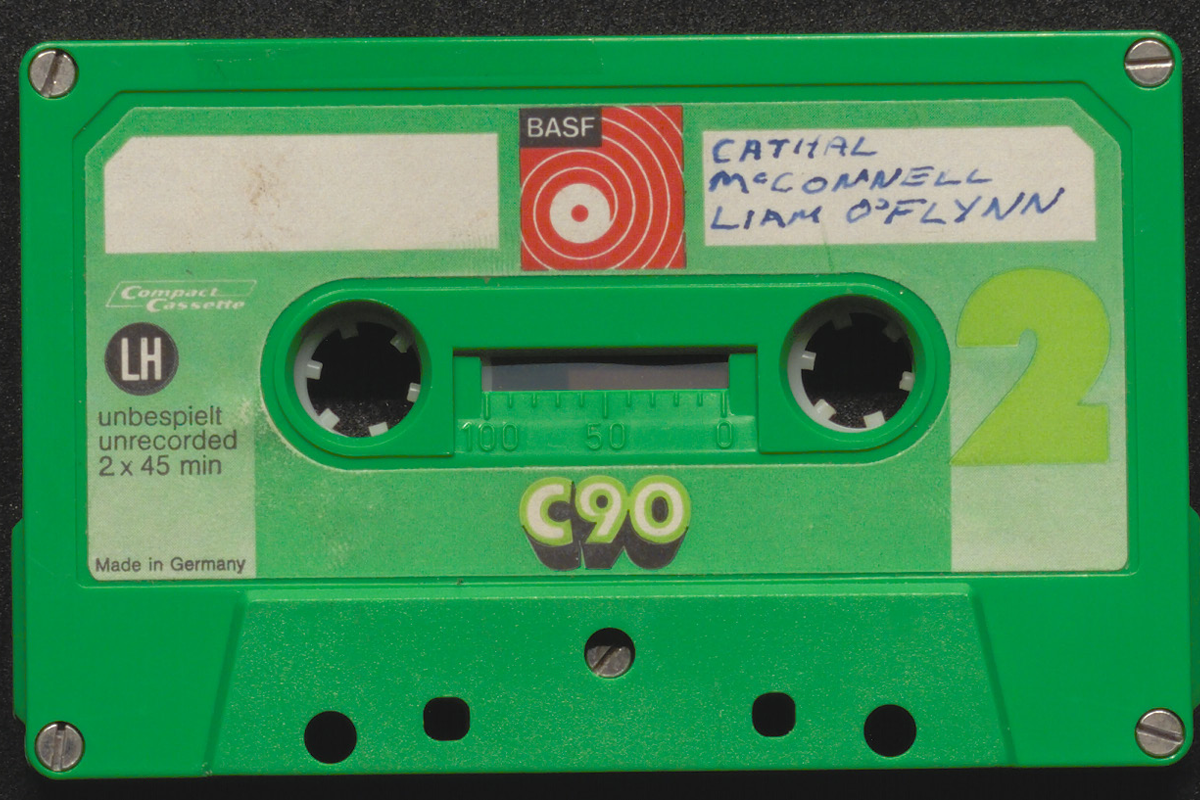 BASF
CATHAL
McCONNELL
LIAM O'FLYNN
Compact
Cassette
LH
unbespielt
unrecorded
2 x 45 min
Made in Germany
100 50 0
2
C90